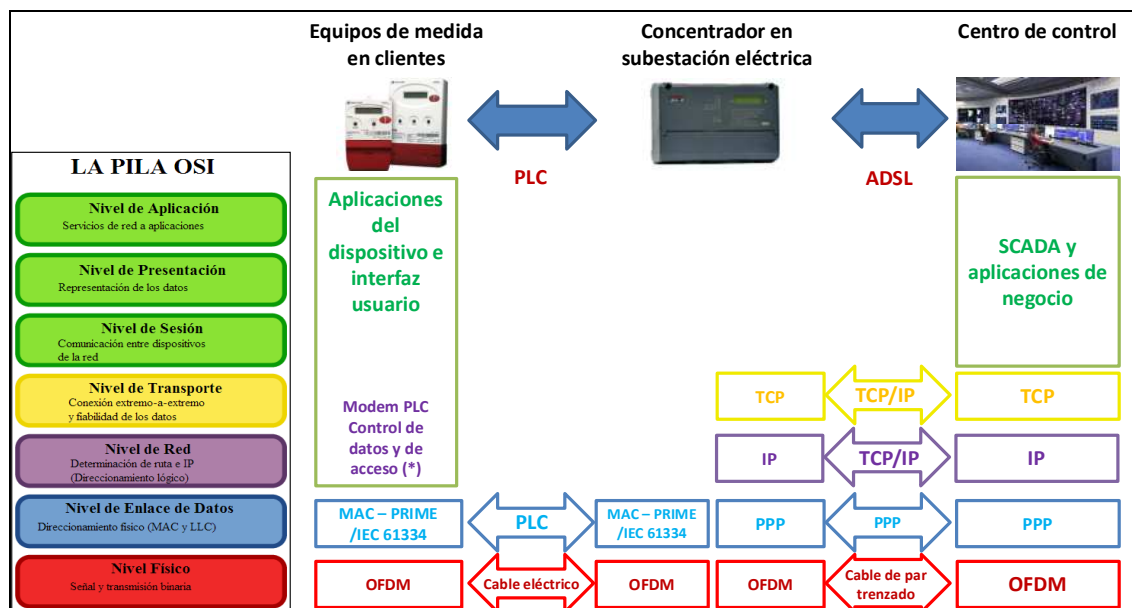 Equipos de medida
en clientes
Concentrador en
subestación eléctrica
Centro de control
PLC
ADSL
LA PILA OSI
Nivel de Aplicación
Servicios de red a aplicaciones
Nivel de Presentación
Representación de los datos
Nivel de Sesión
Comunicación entre dispositivos
de la red
Nivel de Transporte
Conexión extremo-a-extremo
y fiabilidad de los datos
Nivel de Red
Determinación de ruta e IP
(Direccionamiento lógico)
Nivel de Enlace de Datos
Direccionamiento físico (MAC y LLC)
Nivel Físico
Señal y transmisión binaria
Aplicaciones
del
dispositivo e
interfaz
usuario
Modem PLC
Control de
datos y de
acceso (*)
SCADA y
aplicaciones de
negocio
TCP
TCP/IP
TCP
IP
TCP/IP
IP
MAC – PRIME
/IEC 61334
PLC
MAC – PRIME
/IEC 61334
PPP
PPP
PPP
OFDM
Cable eléctrico
OFDM
OFDM
Cable de par
trenzado
OFDM